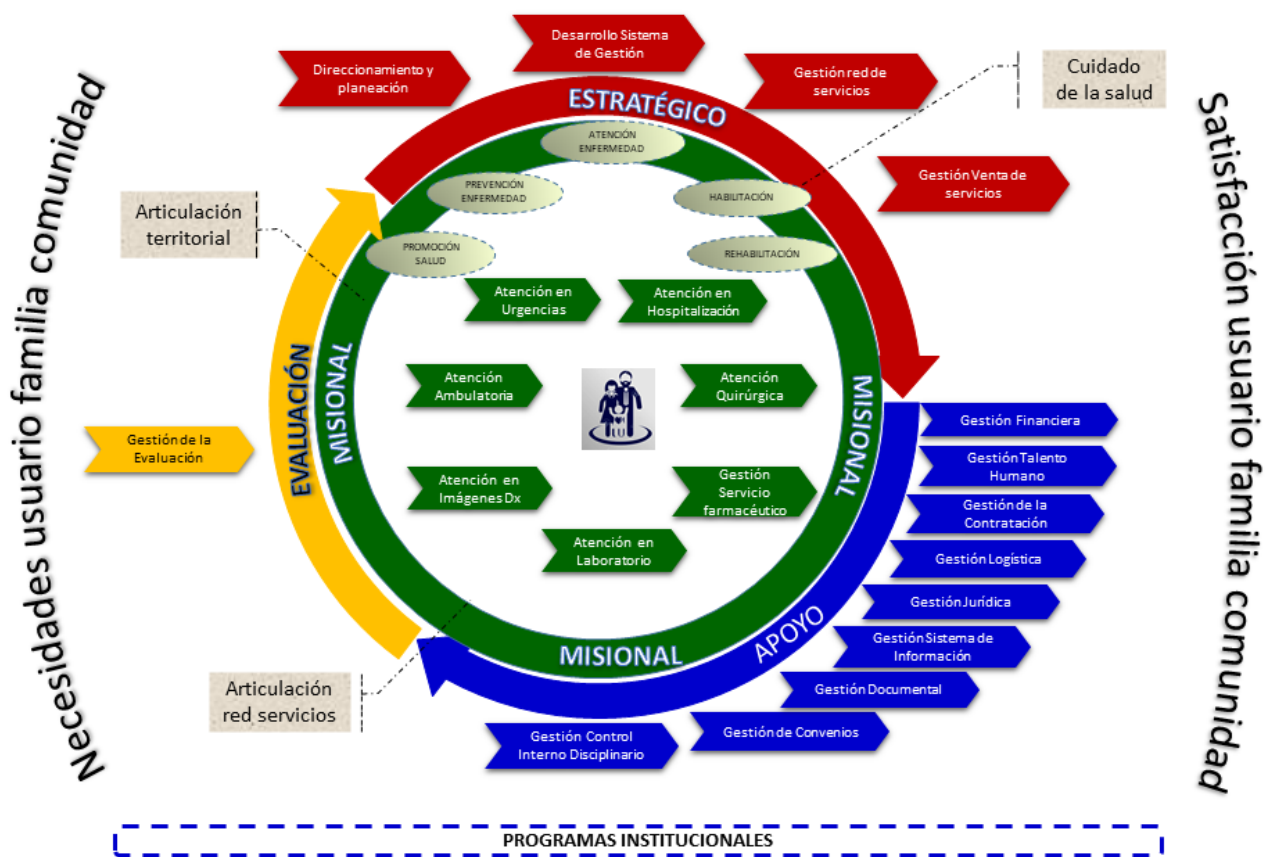 Necesidades usuario familia comunidad
Direccionamiento y
planeación
Desarrollo Sistema
de Gestión
Gestión red de
servicios
Cuidado
de la salud
Gestión Venta de
servicios
Satisfacción usuario familia comunidad
ESTRATÉGICO
ATENCIÓN
ENFERMEDAD
PREVENCIÓN
ENFERMEDAD
HABILITACIÓN
PROMOCIÓN
SALUD
REHABILITACIÓN
Articulación
territorial
Atención en
Urgencias
Atención en
Hospitalización
EVALUACIÓN
MISIONAL
Atención
Ambulatoria
Atención
Quirúrgica
MISIONAL
Gestión de la
Evaluación
Atención en
Imágenes Dx
Gestión
Servicio
farmacéutico
Atención en
Laboratorio
Gestión Financiera
Gestión Talento
Humano
Gestión de la
Contratación
Gestión Logística
Gestión Jurídica
Gestión Sistema de
Información
Gestión Documental
Gestión de Convenios
Gestión Control
Interno Disciplinario
APOYO
MISIONAL
Articulación
red servicios
PROGRAMAS INSTITUCIONALES